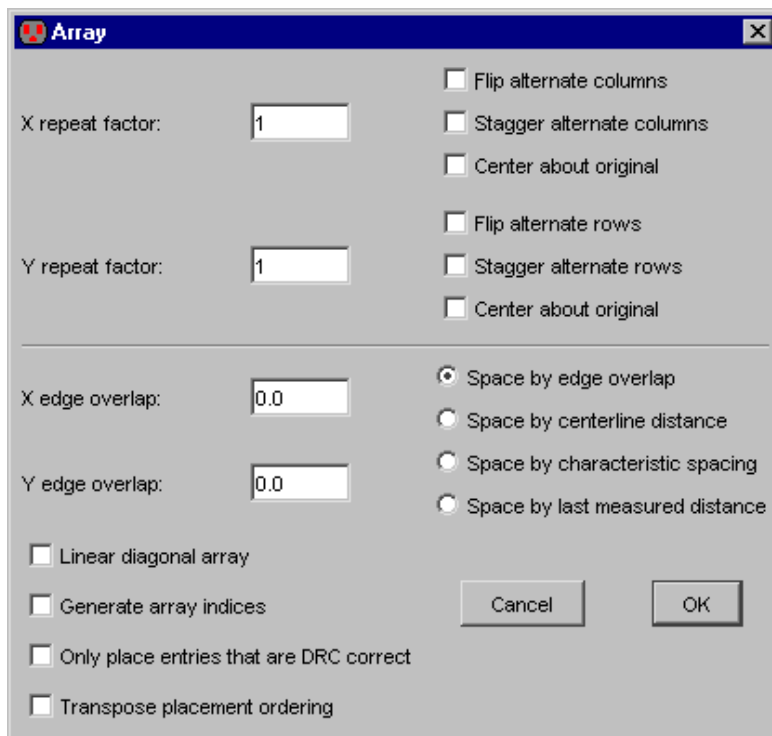 Array
Flip alternate columns
X repeat factor: 1 Stagger alternate columns
Center about original
Flip alternate rows
Y repeat factor: 1 Stagger alternate rows
Center about original
Space by edge overlap
X edge overlap: 0.0
Space by centerline distance
Space by characteristic spacing
Y edge overlap: 0.0
Space by last measured distance
Linear diagonal array
Generate array indices Cancel OK
Only place entries that are DRC correct
Transpose placement ordering